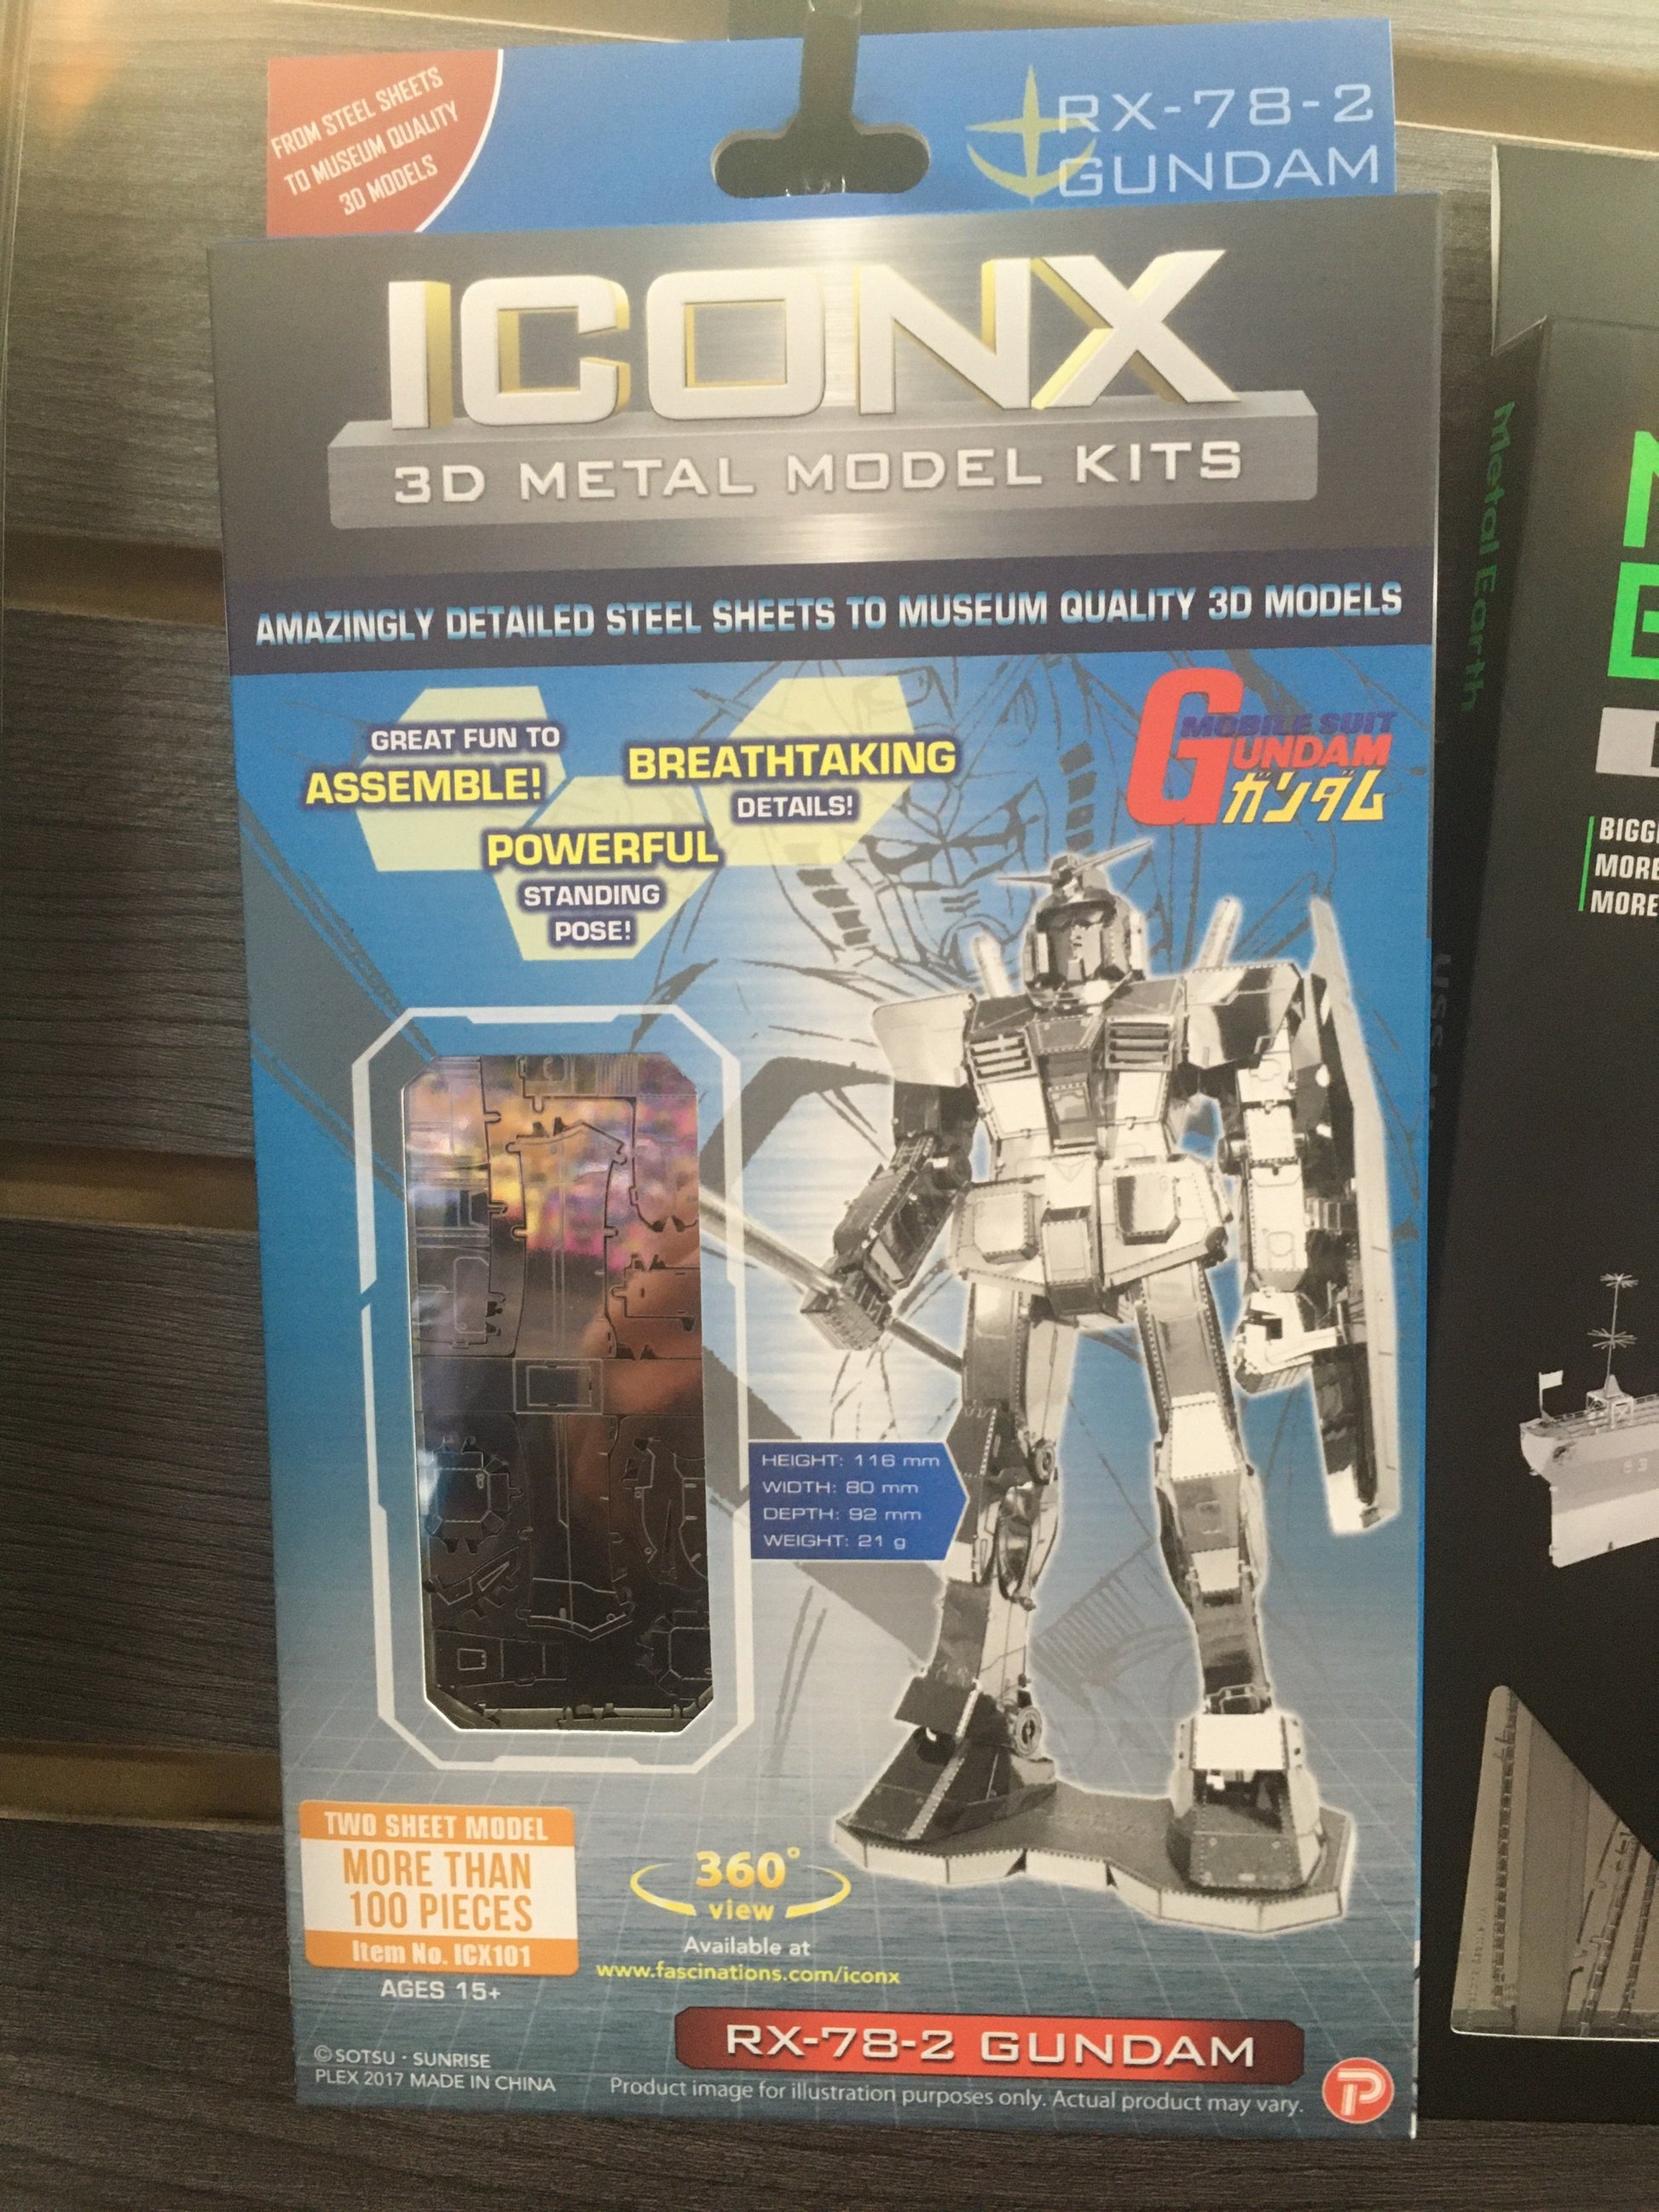 FROM STEEL SHEETS
TO MUSEUM QUALITY
3D MODELS
RX-78-2
GUNDAM
ICONX
3D METAL MODEL KITS
AMAZINGLY DETAILED STEEL SHEETS TO MUSEUM QUALITY 3D MODELS
GREAT FUN TO
ASSEMBLE!
BREATHTAKING
DETAILS!
POWERFUL
STANDING
POSE!
MOBILE SUIT
GUNDAM
ガンダム
HEIGHT: 116 mm
WIDTH: 80 mm
DEPTH: 92 mm
WEIGHT: 21 g
TWO SHEET MODEL
MORE THAN
100 PIECES
Item No. ICX101
AGES 15+
360°
view
Available at
www.fascinations.com/iconx
©SOTSU・SUNRISE
PLEX 2017 MADE IN CHINA
RX-78-2 GUNDAM
Product image for illustration purposes only. Actual product may vary.
P
Metal Earth
MORE
MORE